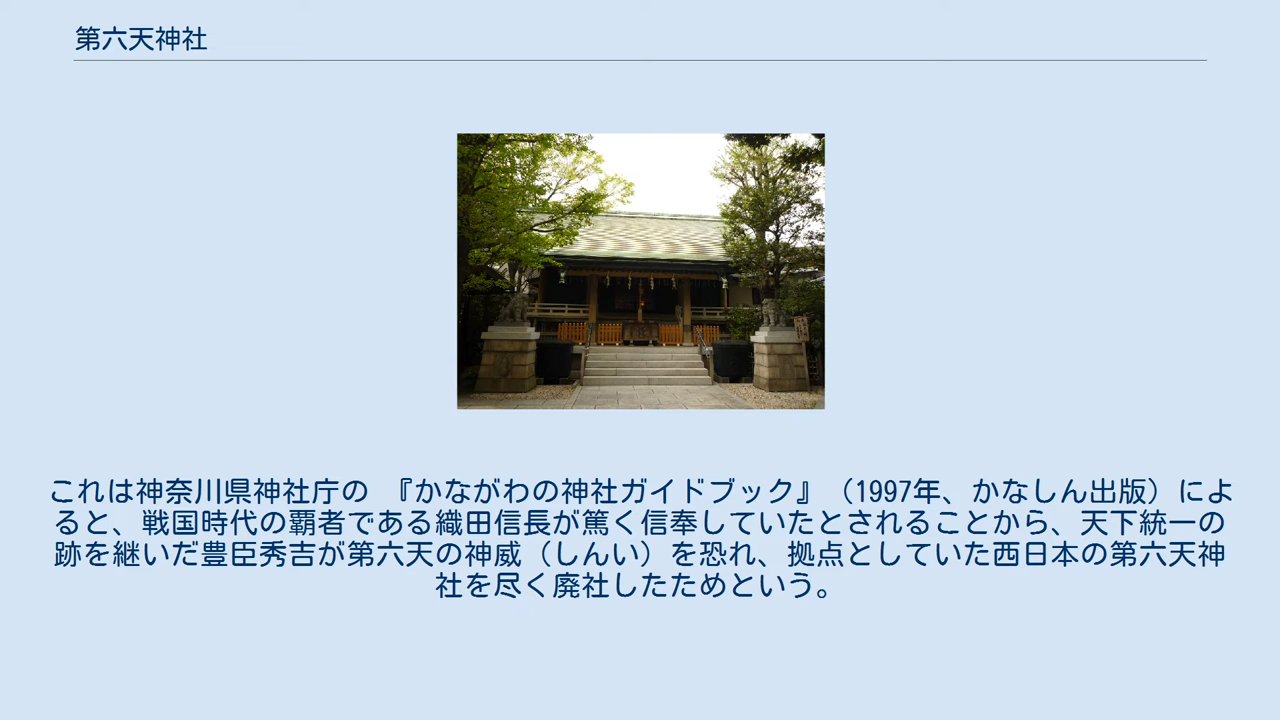 第六天神社
これは神奈川県神社庁の　『かながわの神社ガイドブック』（1997年、かなしん出版）によ
ると、戦国時代の覇者である織田信長が篤く信奉していたとされることから、天下統一の
跡を継いだ豊臣秀吉が第六天の神威（しんい）を恐れ、拠点としていた西日本の第六天神
社を尽く廃社したためという。